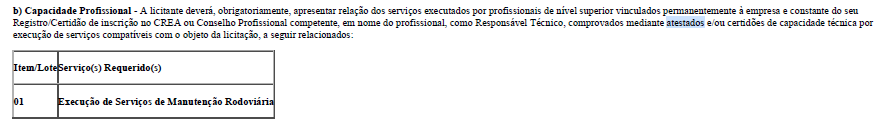 b) Capacidade Profissional - A licitante deverá, obrigatoriamente, apresentar relação dos serviços executados por profissionais de nível superior vinculados permanentemente à empresa e constante do seu
Registro/Certidão de inscrição no CREA ou Conselho Profissional competente, em nome do profissional, como Responsável Técnico, comprovados mediante atestados e/ou certidões de capacidade técnica por
execução de serviços compatíveis com o objeto da licitação, a seguir relacionados:
Item/Lote Serviço(s) Requerido(s)
01 Execução de Serviços de Manutenção Rodoviária